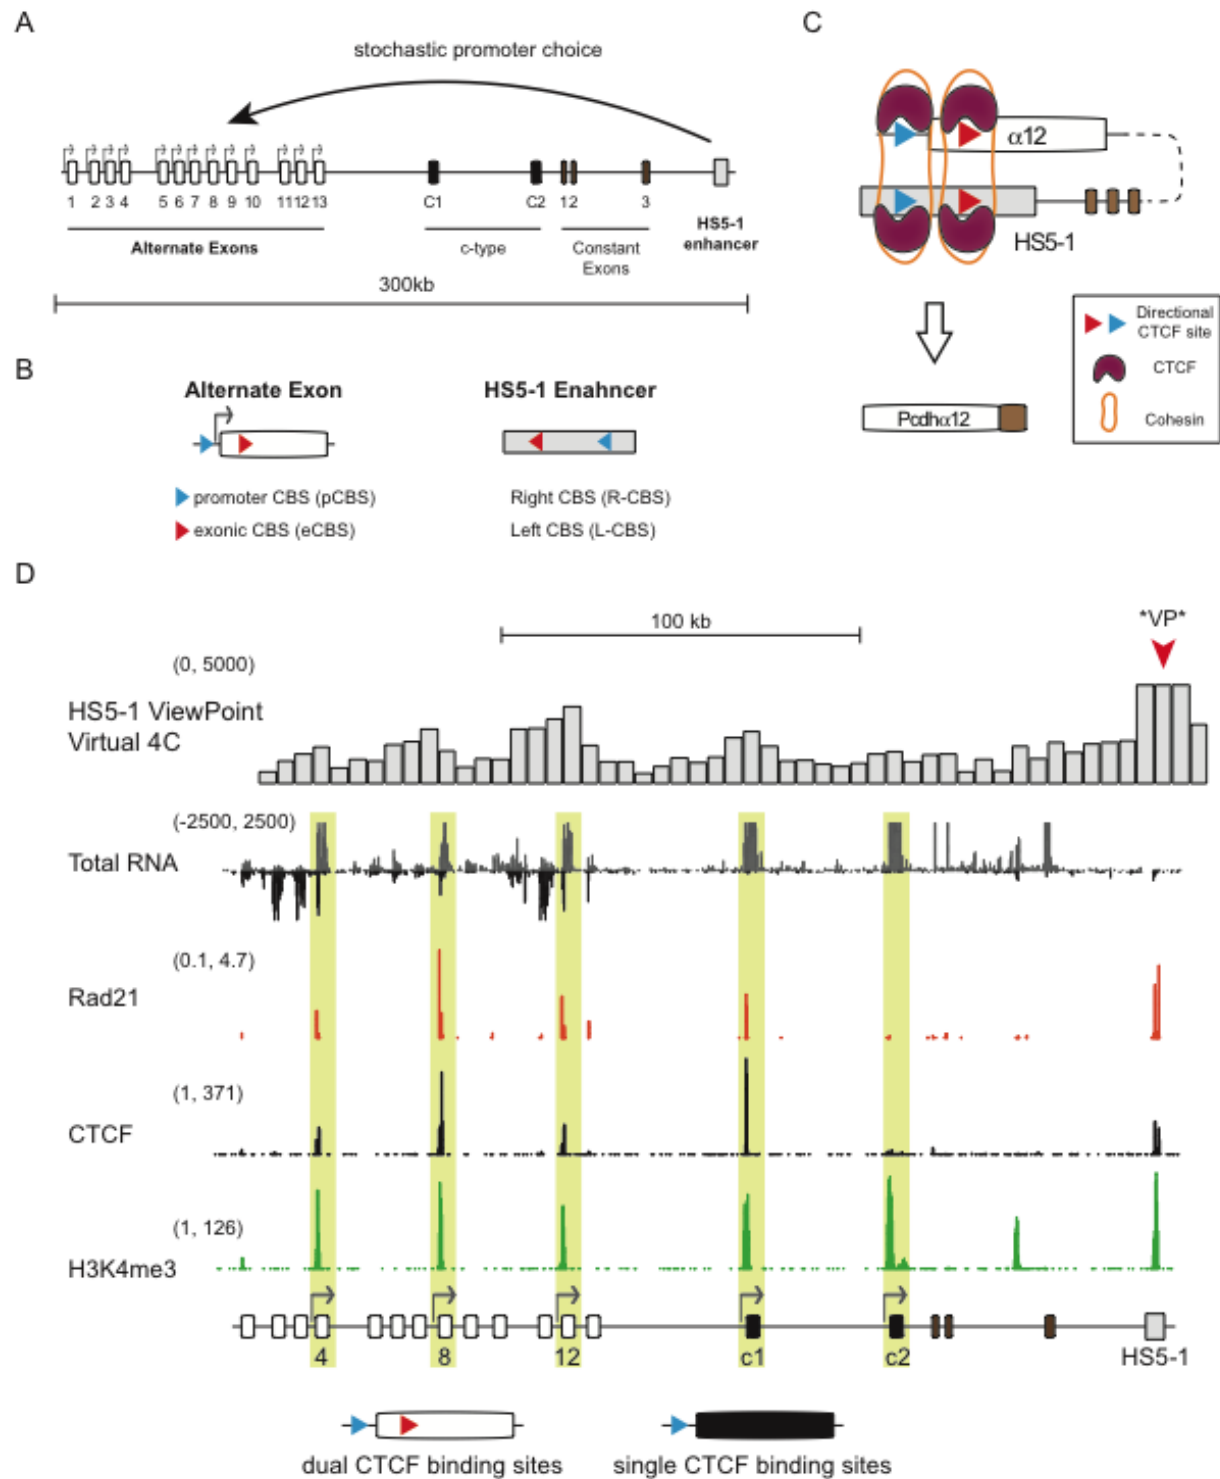 A
stochastic promoter choice
1 2 3 4 5 6 7 8 9 10 11 12 13 C1 C2 12 3
Alternate Exons
c-type
Constant
Exons
HS5-1
enhancer
300kb
B
Alternate Exon
HS5-1 Enahncer
promoter CBS (pCBS)
Right CBS (R-CBS)
exonic CBS (eCBS)
Left CBS (L-CBS)
C
α12
HS5-1
Pcdhα12
Directional
CTCF site
CTCF
Cohesin
D
100 kb
*VP*
(0, 5000)
HS5-1 ViewPoint
Virtual 4C
(-2500, 2500)
Total RNA
(0.1, 4.7)
Rad21
(1, 371)
CTCF
(1, 126)
H3K4me3
4 8 12 c1 c2 HS5-1
dual CTCF binding sites
single CTCF binding sites